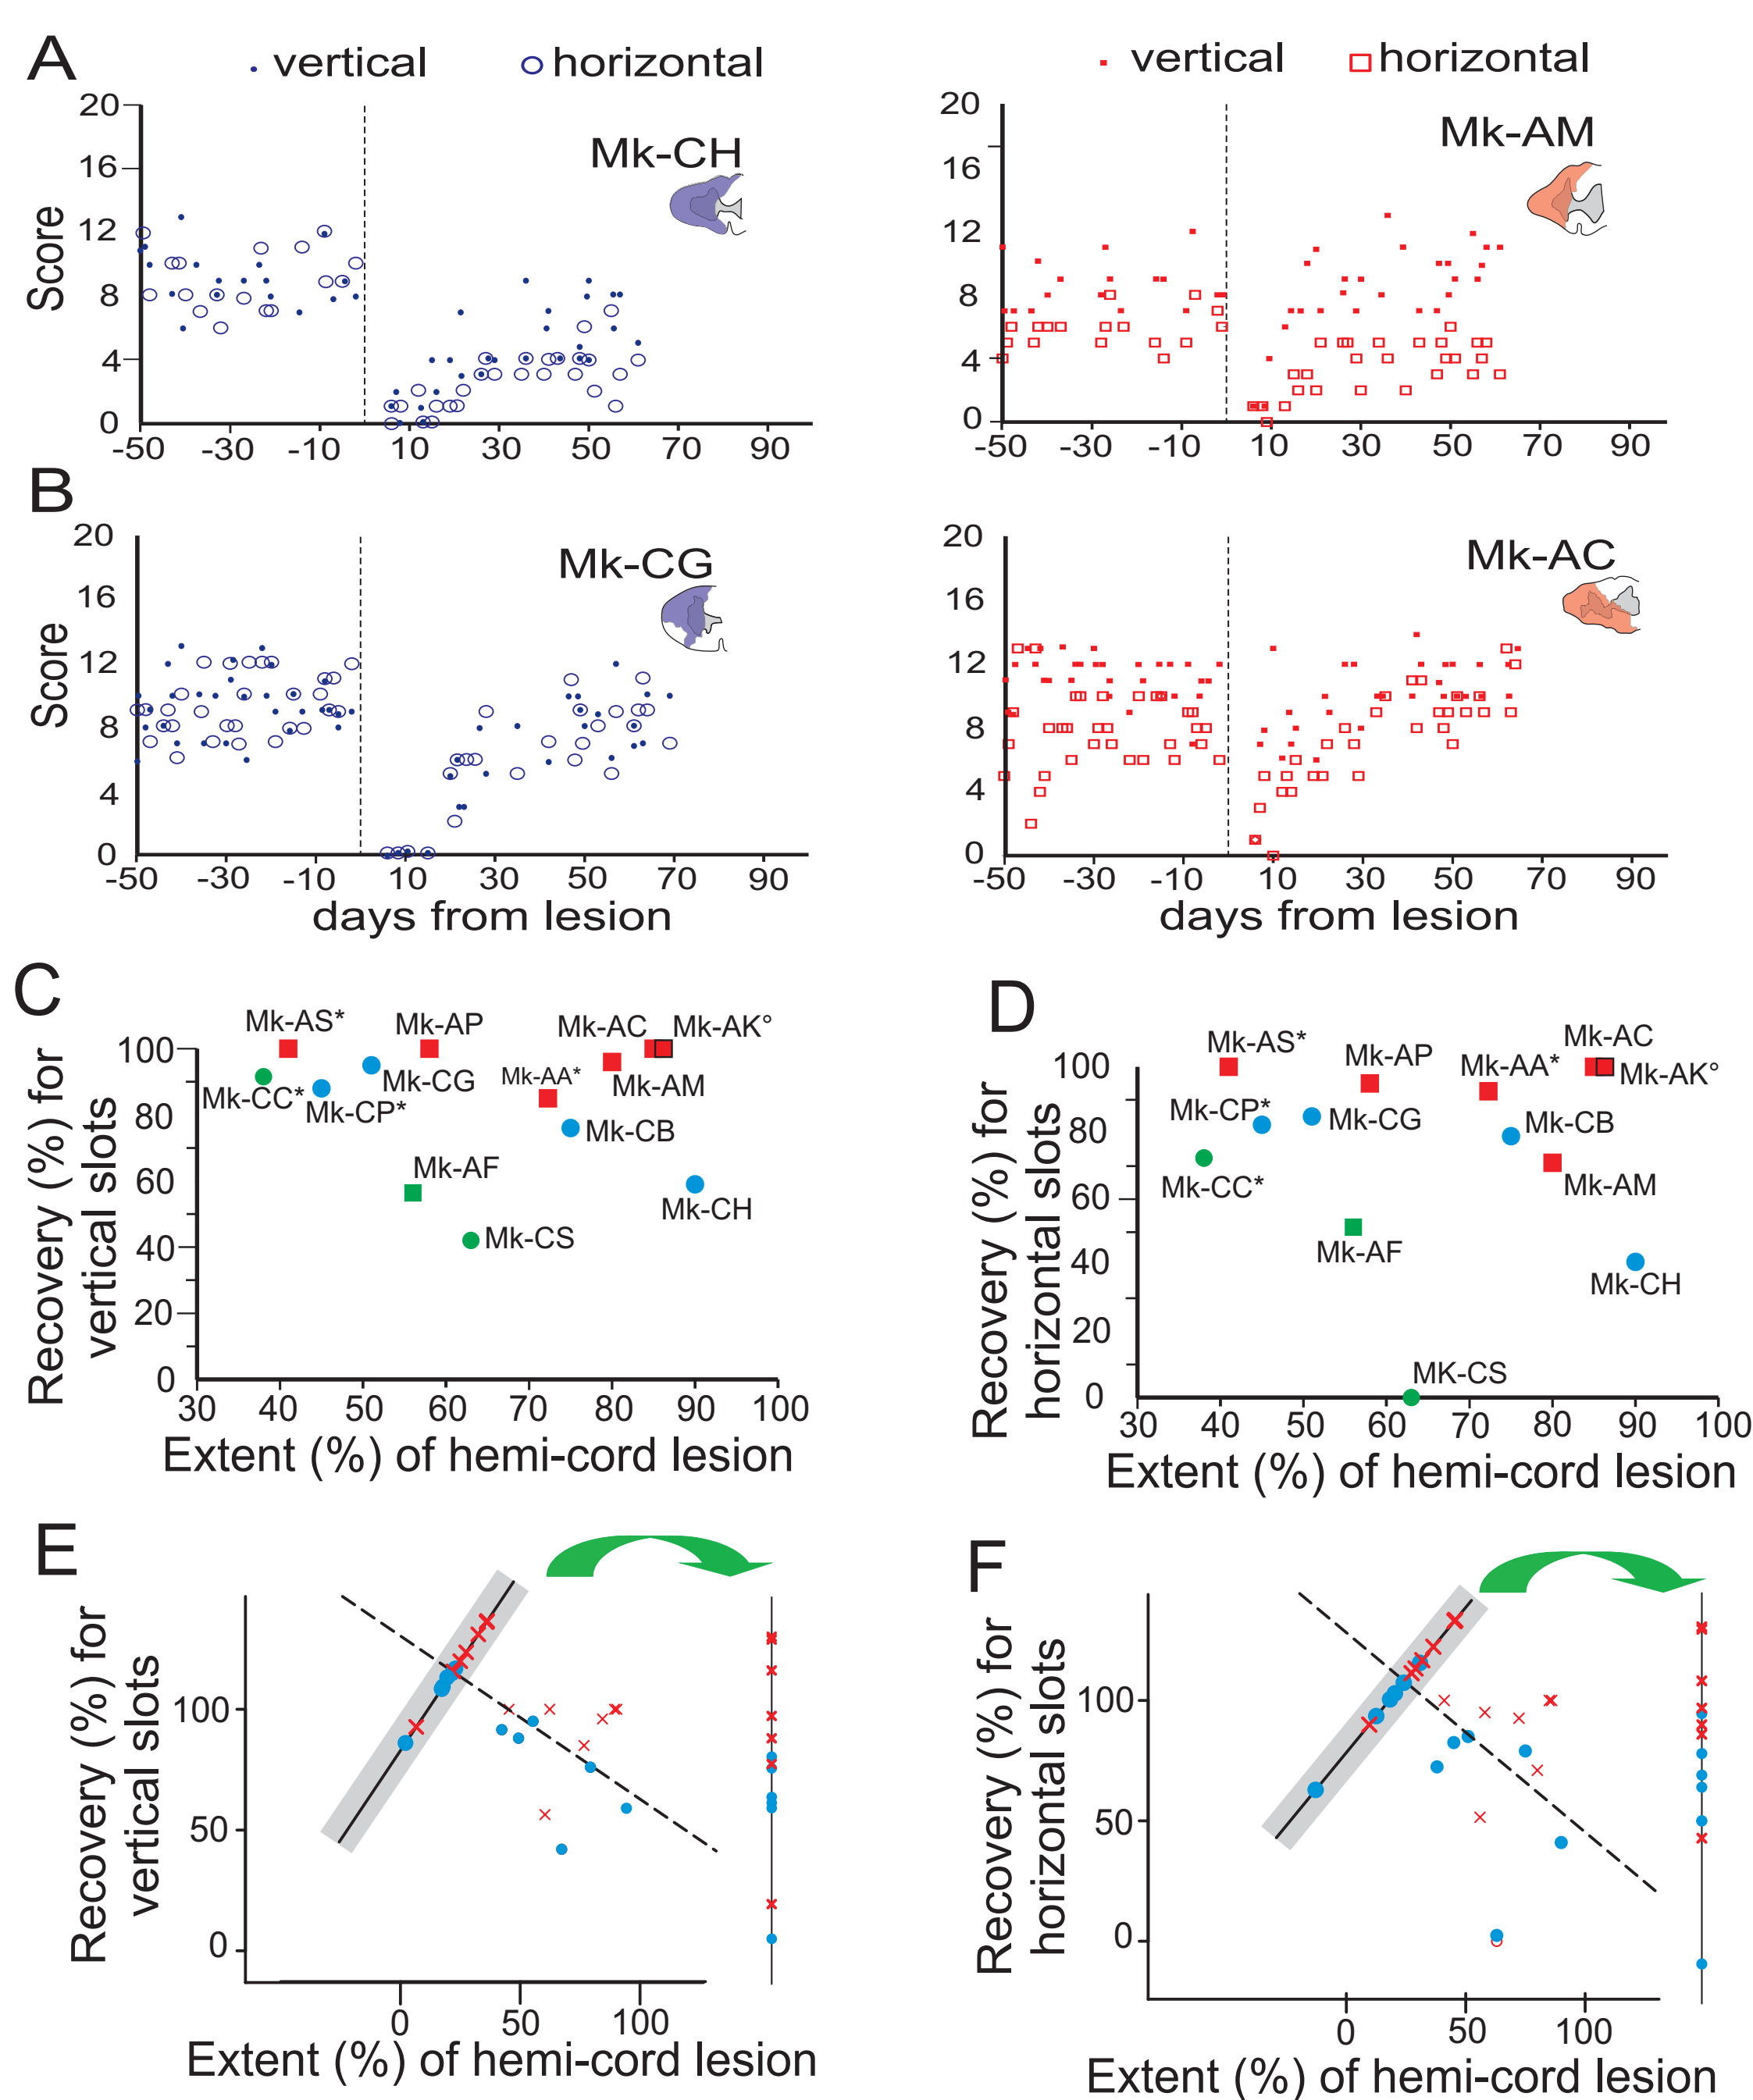 A
vertical horizontal
vertical horizontal
Mk-CH
Score
20
16
12
8
4
0
-50 -30 -10 10 30 50 70 90
Mk-AM
20
16
12
8
4
0
-50 -30 -10 10 30 50 70 90
B
Mk-CG
Score
20
16
12
8
4
0
-50 -30 -10 10 30 50 70 90
days from lesion
Mk-AC
20
16
12
8
4
0
-50 -30 -10 10 30 50 70 90
days from lesion
C
Recovery (%) for
vertical slots
100
80
60
40
20
0
Mk-AS*
Mk-AP
Mk-AC
Mk-AK°
Mk-CC*
Mk-CP*
Mk-CG
Mk-AA*
Mk-AM
Mk-CB
Mk-AF
Mk-CH
Mk-CS
30 40 50 60 70 80 90 100
Extent (%) of hemi-cord lesion
D
Recovery (%) for
horizontal slots
100
80
60
40
20
0
Mk-AS*
Mk-AP
Mk-AA*
Mk-AC
Mk-AK°
Mk-CP*
Mk-CG
Mk-CB
Mk-CC*
Mk-AM
Mk-AF
Mk-CH
MK-CS
30 40 50 60 70 80 90 100
Extent (%) of hemi-cord lesion
E
Recovery (%) for
vertical slots
100
50
0
0 50 100
Extent (%) of hemi-cord lesion
F
Recovery (%) for
horizontal slots
100
50
0
0 50 100
Extent (%) of hemi-cord lesion